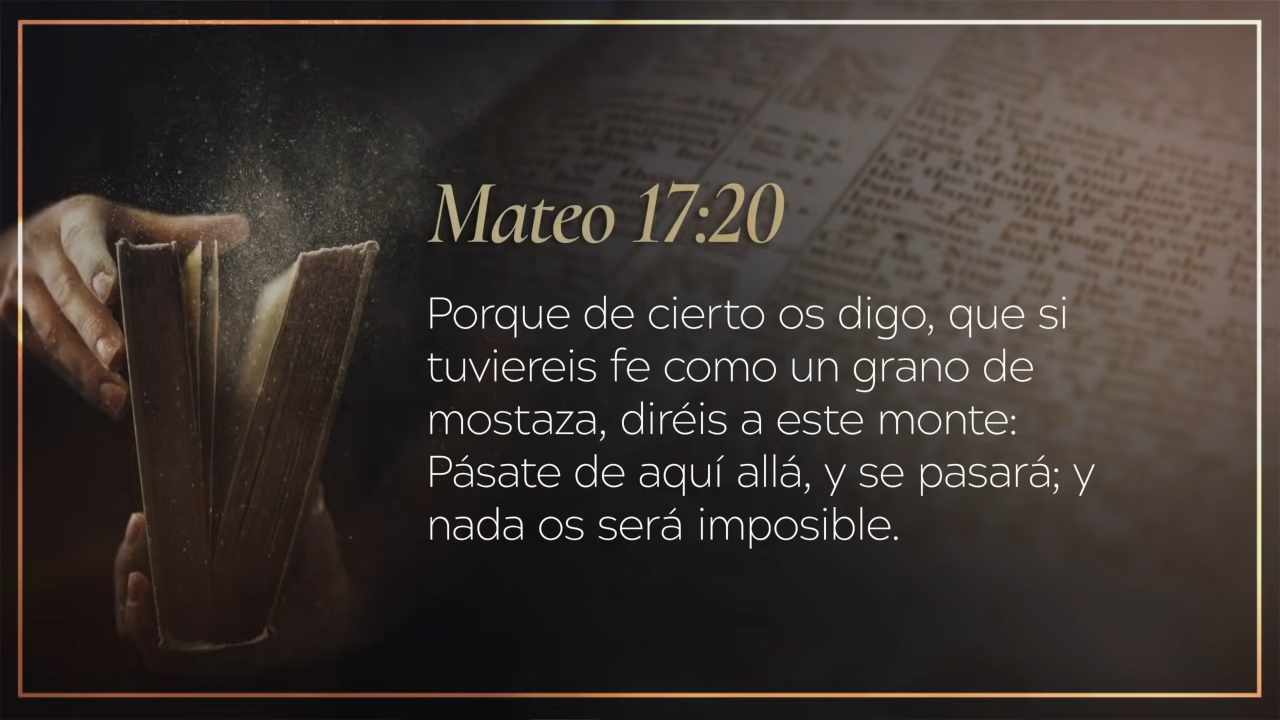 Mateo 17:20
Porque de cierto os digo, que si
tuviereis fe como un grano de
mostaza, diréis a este monte:
Pásate de aquí allá, y se pasará; y
nada os será imposible.